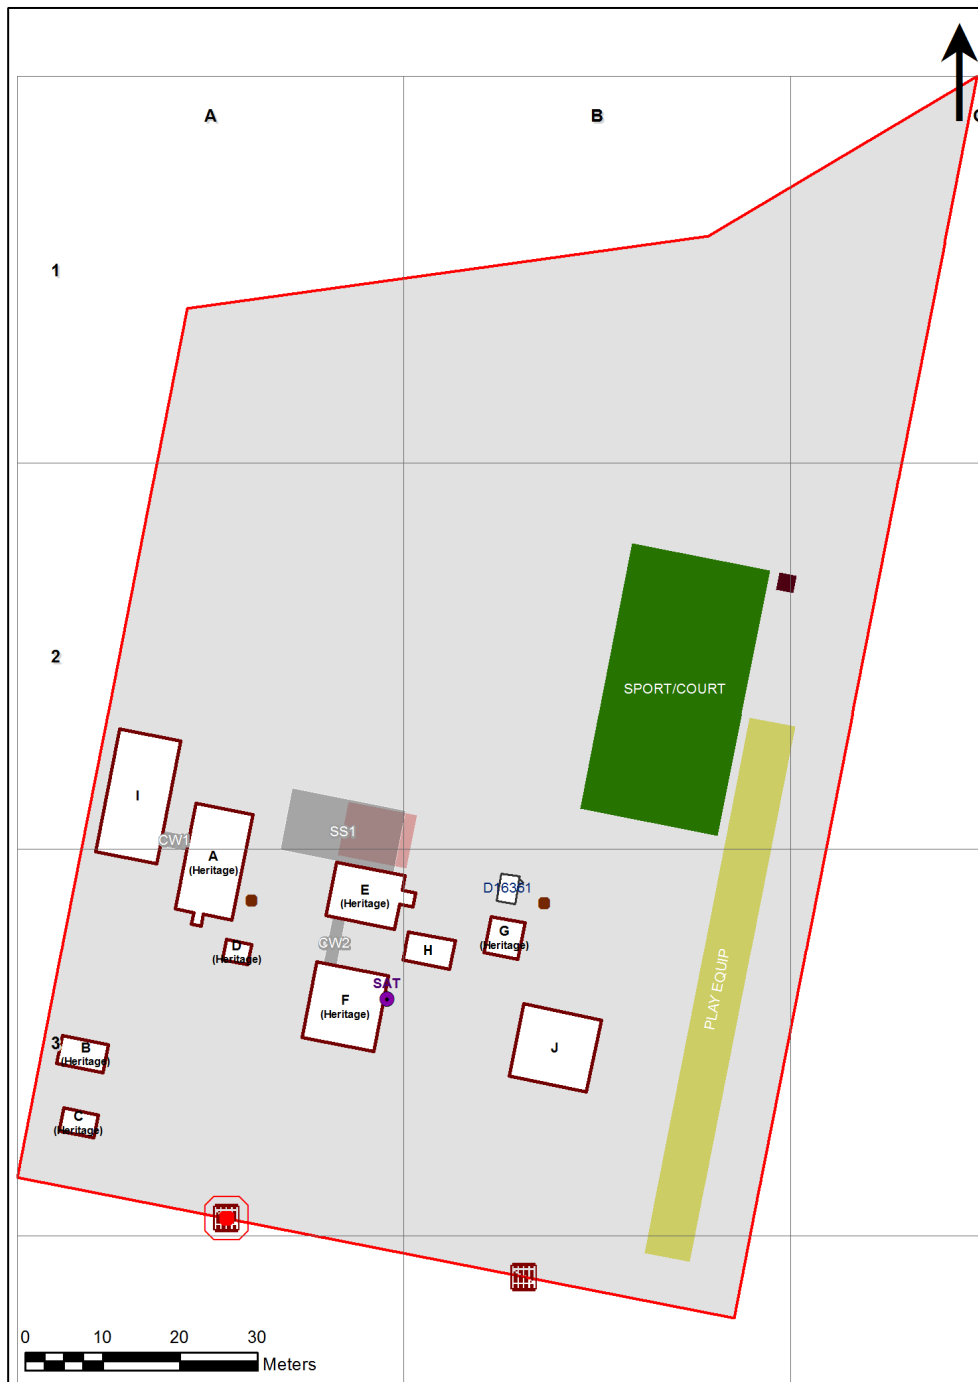 A
B
1
2
SPORT/COURT
I
CW1
A
(Heritage)
SS1
E
(Heritage)
D16361
G
(Heritage)
D
(Heritage)
CW2
H
SAT
F
(Heritage)
PLAY EQUIP
3
B
(Heritage)
J
C
(Heritage)
0 10 20 30
Meters